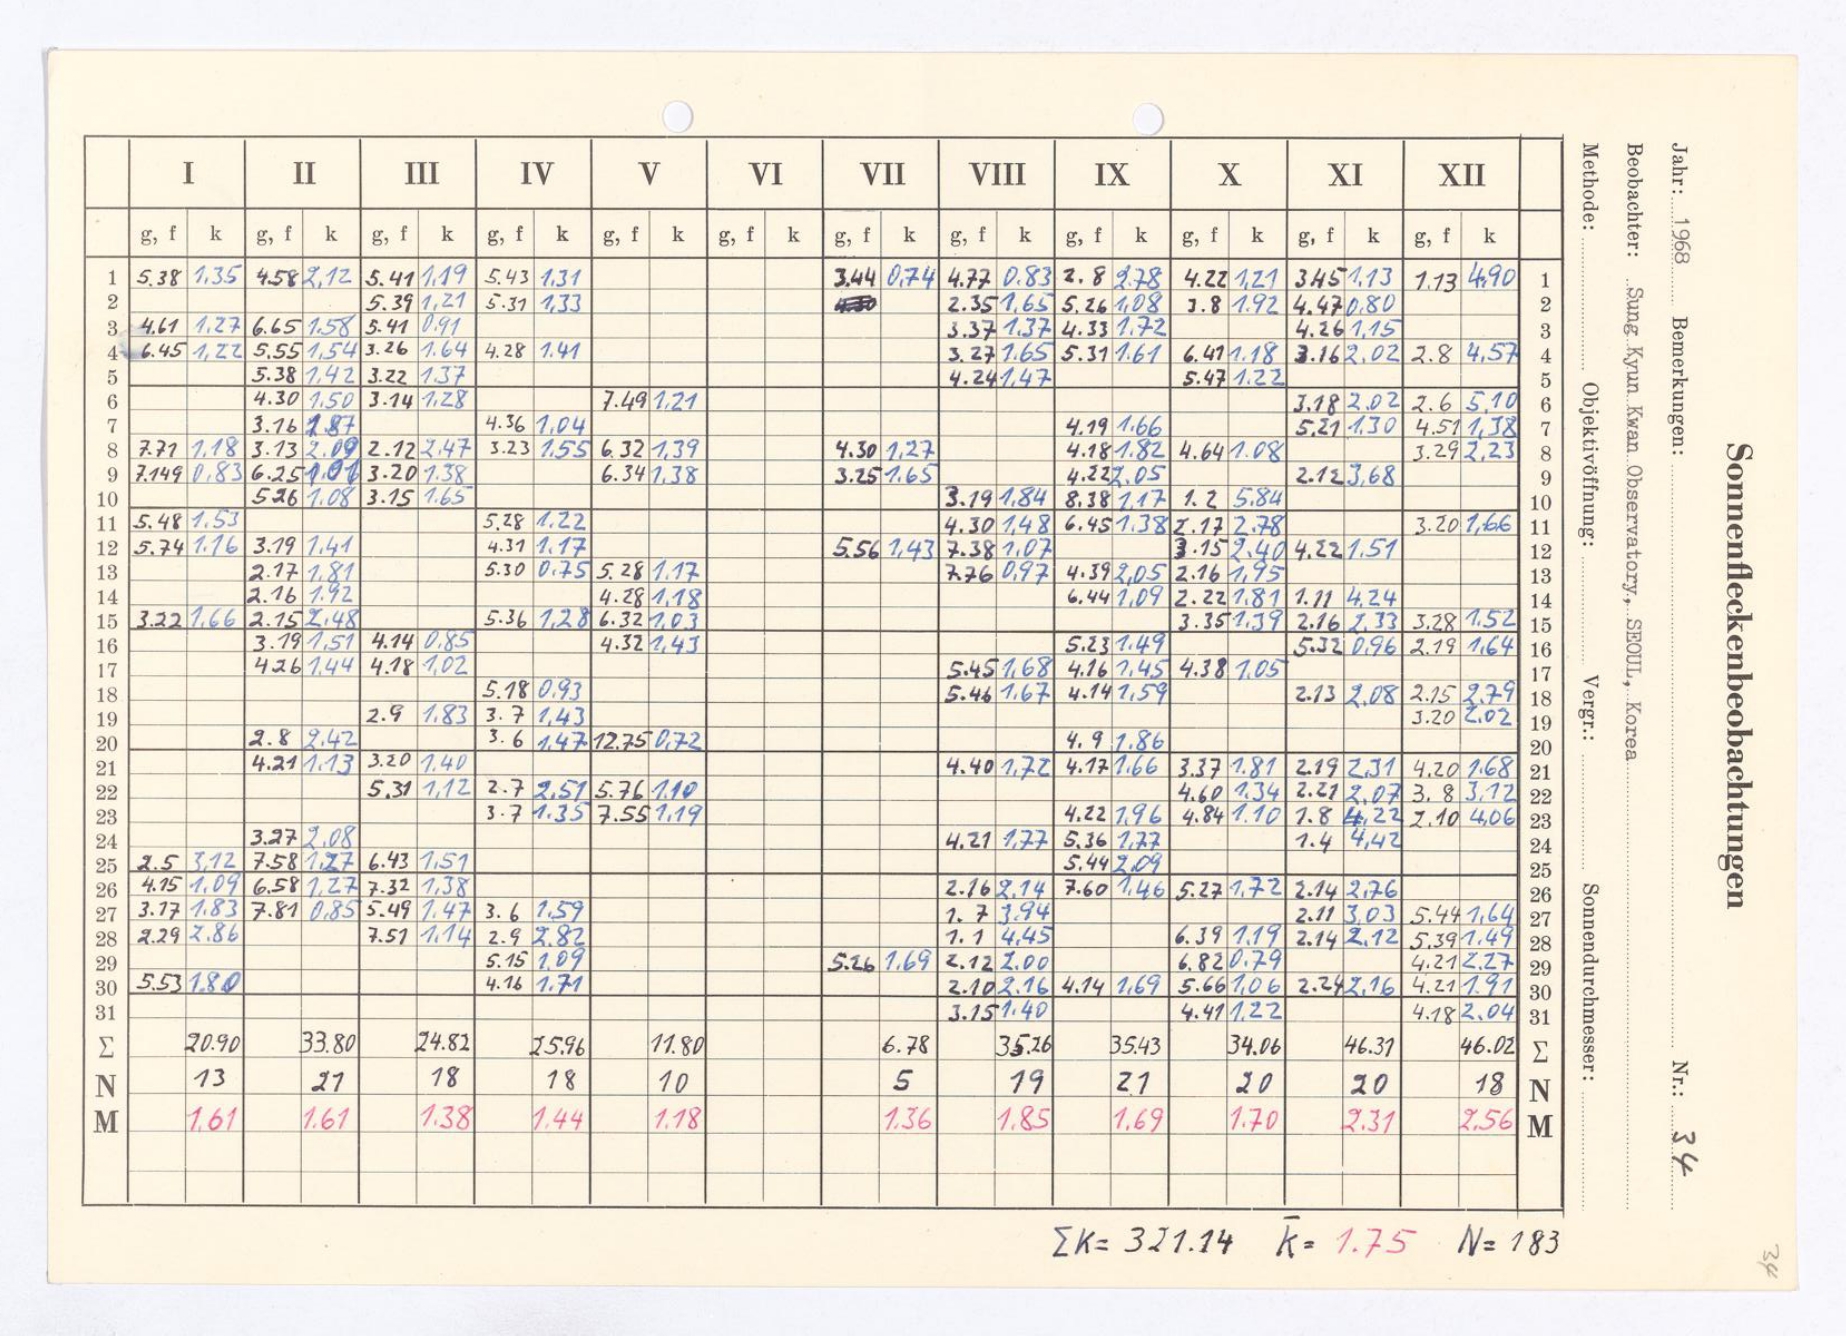 Sonnenfleckenbeobachtungen
Jahr: 1968 Bemerkungen: Nr.: 34
Beobachter: Sung Kyun Kwan Observatory, SEOUL, Korea
Methode: Objektivöffnung: Vergr.: Sonnendurchmesser:
I II III IV V VI VII VIII IX X XI XII
g, f k g, f k g, f k g, f k g, f k g, f k g, f k g, f k g, f k g, f k g, f k g, f k
1 5.38 1,35 4.58 2,12 5.41 1,19 5.43 1,31 3.44 0,74 4.77 0,83 2.8 2,78 4.22 1,21 3.45 1,13 1.13 4,90 1
2 5.39 1,21 5.31 1,33 2.35 1,65 5.26 1,08 3.8 1,92 4.47 0,80 2
3 4.61 1,27 6.65 1,58 5.41 0,91 3.37 1,37 4.33 1,72 4.26 1,15 3
4 6.45 1,22 5.55 1,54 3.26 1,64 4.28 1,41 3.27 1,65 5.31 1,61 6.41 1,18 3.16 2,02 2.8 4,57 4
5 5.38 1,42 3.22 1,37 4.24 1,47 5.47 1,22 5
6 4.30 1,50 3.14 1,28 7.49 1,21 3.18 2,02 2.6 5,10 6
7 3.16 1,87 4.36 1,04 4.19 1,66 5.21 1,30 4.51 1,38 7
8 7.71 1,18 3.13 2,09 2.12 2,47 3.23 1,55 6.32 1,39 4.30 1,27 4.18 1,82 4.64 1,08 3.29 2,23 8
9 7.149 0,83 6.25 1,01 3.20 1,38 6.34 1,38 3.25 1,65 4.22 2,05 2.12 3,68 9
10 5.26 1,08 3.15 1,65 3.19 1,84 8.38 1,17 1.2 5,84 10
11 5.48 1,53 5.28 1,22 4.30 1,48 6.45 1,38 2.17 2,78 3.20 1,66 11
12 5.74 1,16 3.19 1,41 4.31 1,17 5.56 1,43 7.38 1,07 3.15 2,40 4.22 1,51 12
13 2.17 1,81 5.30 0,75 5.28 1,17 7.76 0,97 4.39 2,05 2.16 1,95 13
14 2.16 1,92 4.28 1,18 6.44 1,09 2.22 1,81 1.11 4,24 14
15 3.22 1,66 2.15 2,48 5.36 1,28 6.32 1,03 3.35 1,39 2.16 2,33 3.28 1,52 15
16 3.19 1,51 4.14 0,85 4.32 1,43 5.23 1,49 5.32 0,96 2.19 1,64 16
17 4.26 1,44 4.18 1,02 5.45 1,68 4.16 1,45 4.38 1,05 17
18 5.18 0,93 5.46 1,67 4.14 1,59 2.13 2,08 2.15 2,79 18
19 2.9 1,83 3.7 1,43 3.20 2,02 19
20 2.8 2,42 3.6 1,47 12.75 0,72 4.9 1,86 20
21 4.21 1,13 3.20 1,40 4.40 1,72 4.17 1,66 3.37 1,81 2.19 2,31 4.20 1,68 21
22 5.31 1,12 2.7 2,51 5.76 1,10 4.60 1,34 2.21 2,07 3.8 3,12 22
23 3.7 1,35 7.55 1,19 4.22 1,96 4.84 1,10 1.8 4,22 2.10 4,06 23
24 3.27 2,08 4.21 1,77 5.36 1,77 1.4 4,42 24
25 2.5 3,12 7.58 1,27 6.43 1,51 5.44 2,09 25
26 4.15 1,09 6.58 1,27 7.32 1,38 2.16 2,14 7.60 1,46 5.27 1,72 2.14 2,76 26
27 3.17 1,83 7.81 0,85 5.49 1,47 3.6 1,59 1.7 3,94 2.11 3,03 5.44 1,64 27
28 2.29 2,86 7.51 1,14 2.9 2,82 1.1 4,45 6.39 1,19 2.14 2,12 5.39 1,49 28
29 5.15 1,09 5.26 1,69 2.12 2,00 6.82 0,79 4.21 2,27 29
30 5.53 1,80 4.16 1,71 2.10 2,16 4.14 1,69 5.66 1,06 2.24 2,16 4.21 1,91 30
31 3.15 1,40 4.41 1,22 4.18 2,04 31
Σ 20.90 33.80 24.82 25.96 11.80 6.78 35.26 35.43 34.06 46.31 46.02 Σ
N 13 21 18 18 10 5 19 21 20 20 18 N
M 1.61 1.61 1.38 1.44 1.18 1.36 1.85 1.69 1.70 2.31 2.56 M
ΣK= 321.14 k̄= 1.75 N= 183
34